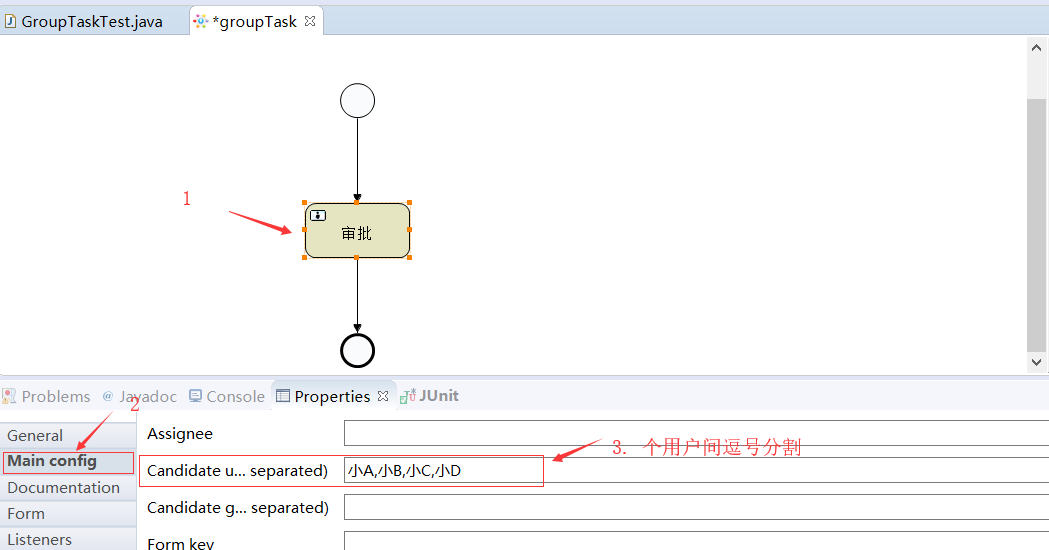 GroupTaskTest.java
*groupTask
1
审批
Problems
@ Javadoc
Console
Properties
JUnit
2
General
Main config
Documentation
Form
Listeners
Assignee
Candidate u... separated)
小A,小B,小C,小D
3. 个用户间逗号分割
Candidate g... separated)
Form key